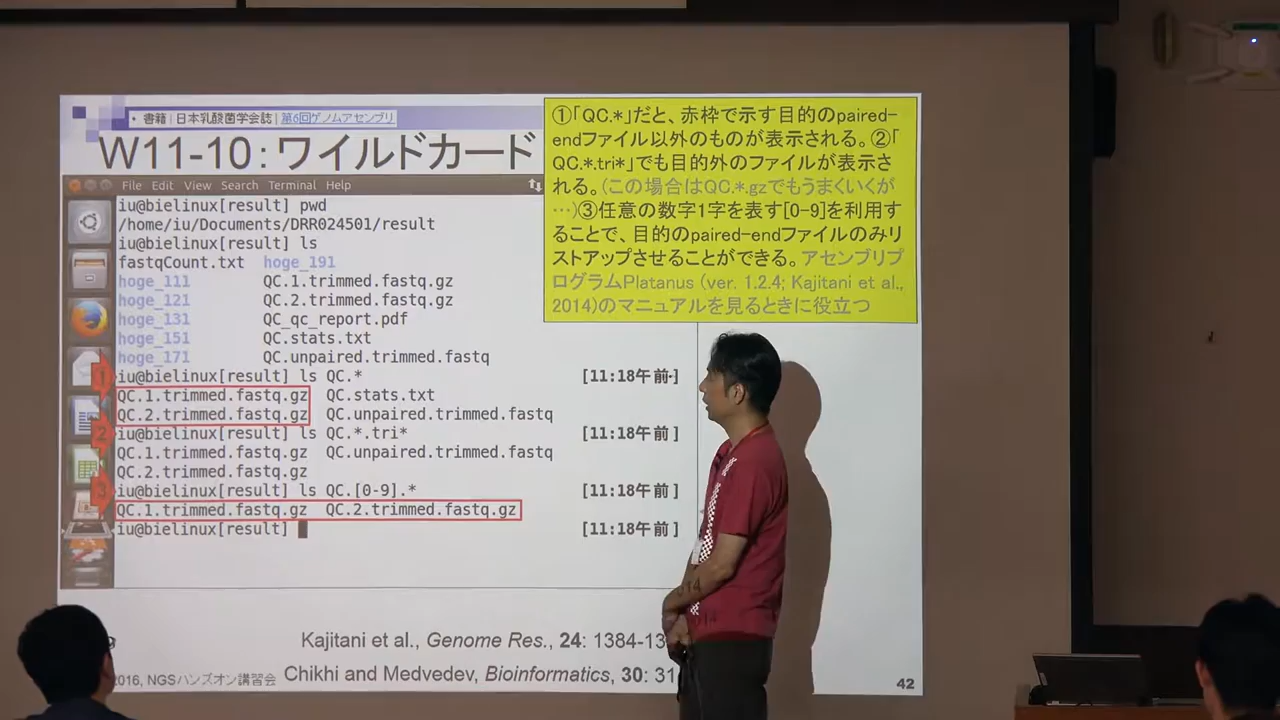 • 書籍 | 日本乳酸菌学会誌 | 第6回ゲノムアセンブリ
W11-10：ワイルドカード
①「QC.*」だと、赤枠で示す目的のpaired-
endファイル以外のものが表示される。②「
QC.*.tri*」でも目的外のファイルが表示さ
れる。(この場合はQC.*.gzでもうまくいくが
…)③任意の数字1字を表す[0-9]を利用す
ることで、目的のpaired-endファイルのみリ
ストアップさせることができる。アセンブリプ
ログラムPlatanus (ver. 1.2.4; Kajitani et al.,
2014)のマニュアルを見るときに役立つ
File Edit View Search Terminal Help
iu@bielinux[result] pwd
/home/iu/Documents/DRR024501/result
iu@bielinux[result] ls
fastqCount.txt hoge_191
hoge_111 QC.1.trimmed.fastq.gz
hoge_121 QC.2.trimmed.fastq.gz
hoge_131 QC_qc_report.pdf
hoge_151 QC.stats.txt
hoge_171 QC.unpaired.trimmed.fastq
1 iu@bielinux[result] ls QC.* [11:18午前]
QC.1.trimmed.fastq.gz QC.stats.txt
QC.2.trimmed.fastq.gz QC.unpaired.trimmed.fastq
2 iu@bielinux[result] ls QC.*.tri* [11:18午前]
QC.1.trimmed.fastq.gz QC.unpaired.trimmed.fastq
QC.2.trimmed.fastq.gz
3 iu@bielinux[result] ls QC.[0-9].* [11:18午前]
QC.1.trimmed.fastq.gz QC.2.trimmed.fastq.gz
iu@bielinux[result] [11:18午前]
Kajitani et al., Genome Res., 24: 1384-13
Chikhi and Medvedev, Bioinformatics, 30: 31
2016, NGSハンズオン講習会
42